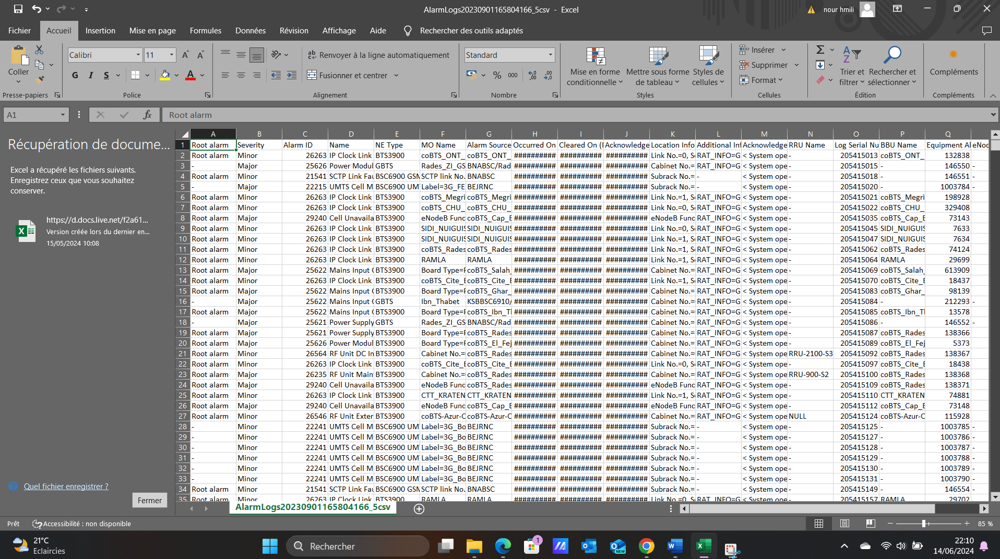 AlarmLogs20230901165804166_5csv - Excel
nour hmili
Fichier Accueil Insertion Mise en page Formules Données Révision Affichage Aide Rechercher des outils adaptés
Coller
Presse-papiers
Calibri 11
G I S
Police
Renvoyer à la ligne automatiquement
Fusionner et centrer
Alignement
Standard
% 000
Nombre
Mise en forme conditionnelle
Mettre sous forme de tableau
Styles de cellules
Styles
Insérer
Supprimer
Format
Cellules
Trier et filtrer
Rechercher et sélectionner
Édition
Compléments
Compléments
A1 fx Root alarm
Récupération de docume...
Excel a récupéré les fichiers suivants.
Enregistrez ceux que vous souhaitez
conserver.
https://d.docs.live.net/f2a61...
Version créée lors du dernier en...
15/05/2024 10:08
Quel fichier enregistrer ?
Fermer
A B C D E F G H I J K L M N O P Q
1 Root alarm Severity Alarm ID Name NE Type MO Name Alarm Source Occurred On Cleared On ( Acknowledge Location Info Additional Inf Acknowledge RRU Name Log Serial Nu BBU Name Equipment Al eNod
2 Root alarm Minor 26263 IP Clock Link BTS3900 coBTS_ONT_ coBTS_ONT_ ########## ########## ########## Link No.=0, Se RAT_INFO=G < System ope - 205415013 coBTS_ONT_ 132838
3 - Major 25626 Power Modul GBTS Rades_ZI_GS BNABSC/Rad ########## ########## ########## Cabinet No.= RAT_INFO=G < System ope - 205415015 - 146550 -
4 Root alarm Minor 21541 SCTP Link Fau BSC6900 GSM SCTP link No. BNABSC ########## ########## ########## Subrack No.= - < System ope - 205415018 - 146551 -
5 - Major 22215 UMTS Cell M BSC6900 UM Label=3G_FE BEJRNC ########## ########## ########## Subrack No.= - < System ope - 205415020 - 1003784 -
6 Root alarm Minor 26263 IP Clock Link BTS3900 coBTS_Megri coBTS_Megri ########## ########## ########## Link No.=1, Se RAT_INFO=G < System ope - 205415021 coBTS_Megri 198928
7 Root alarm Minor 26263 IP Clock Link BTS3900 coBTS_CHU_ coBTS_CHU_ ########## ########## ########## Link No.=0, Se RAT_INFO=G < System ope - 205415022 coBTS_CHU_ 329408
8 Root alarm Major 29240 Cell Unavaila BTS3900 eNodeB Func coBTS_Cap_B ########## ########## ########## eNodeB Func RAT_INFO=G < System ope - 205415035 coBTS_Cap_B 73143
9 Root alarm Minor 26263 IP Clock Link BTS3900 SIDI_NUIGUIS SIDI_NUIGUIS ########## ########## ########## Link No.=0, Se RAT_INFO=G < System ope - 205415045 SIDI_NUIGUIS 7633
10 Root alarm Minor 26263 IP Clock Link BTS3900 SIDI_NUIGUIS SIDI_NUIGUIS ########## ########## ########## Link No.=1, Se RAT_INFO=G < System ope - 205415047 SIDI_NUIGUIS 7634
11 Root alarm Minor 26263 IP Clock Link BTS3900 coBTS_Rades coBTS_Rades ########## ########## ########## Link No.=1, Se RAT_INFO=G < System ope - 205415062 coBTS_Rades 74124
12 Root alarm Minor 26263 IP Clock Link BTS3900 RAMLA RAMLA ########## ########## ########## Link No.=1, Se RAT_INFO=G < System ope - 205415064 RAMLA 29699
13 Root alarm Major 25622 Mains Input BTS3900 Board Type= coBTS_Salah_ ########## ########## ########## Cabinet No.= RAT_INFO=G < System ope - 205415069 coBTS_Salah_ 613909
14 Root alarm Minor 26263 IP Clock Link BTS3900 coBTS_Cite_E coBTS_Cite_E ########## ########## ########## Link No.=1, Se RAT_INFO=G < System ope - 205415070 coBTS_Cite_E 18437
15 Root alarm Major 25622 Mains Input BTS3900 Board Type= coBTS_Ghar_ ########## ########## ########## Cabinet No.= RAT_INFO=G < System ope - 205415083 coBTS_Ghar_ 98139
16 - Major 25622 Mains Input GBTS Ibn_Thabet KSBBSC6910/ ########## ########## ########## Cabinet No.= RAT_INFO=G < System ope - 205415084 - 212293 -
17 Root alarm Major 25622 Mains Input BTS3900 Board Type= coBTS_Ibn_Tl ########## ########## ########## Cabinet No.= RAT_INFO=G < System ope - 205415085 coBTS_Ibn_Tl 13578
18 - Major 25621 Power Supply GBTS Rades_ZI_GS BNABSC/Rad ########## ########## ########## Cabinet No.= RAT_INFO=G < System ope - 205415086 - 146552 -
19 Root alarm Major 25621 Power Supply BTS3900 Board Type= coBTS_Rades ########## ########## ########## Cabinet No.= RAT_INFO=G < System ope - 205415087 coBTS_Rades 138366
20 Root alarm Major 25626 Power Modul BTS3900 Board Type= coBTS_El_Fej ########## ########## ########## Cabinet No.= RAT_INFO=G < System ope - 205415089 coBTS_El_Fej 5373
21 Root alarm Minor 26564 RF Unit DC In BTS3900 Cabinet No.= coBTS_Rades ########## ########## ########## Cabinet No.= RAT_INFO=G < System ope RRU-2100-S3 205415092 coBTS_Rades 138367
22 Root alarm Minor 26263 IP Clock Link BTS3900 coBTS_Cite_E coBTS_Cite_E ########## ########## ########## Link No.=0, Se RAT_INFO=G < System ope - 205415097 coBTS_Cite_E 18438
23 Root alarm Major 26235 RF Unit Main BTS3900 Cabinet No.= coBTS_Rades ########## ########## ########## Cabinet No.= RAT_INFO=G < System ope RRU-900-S2 205415100 coBTS_Rades 138368
24 Root alarm Major 29240 Cell Unavaila BTS3900 eNodeB Func coBTS_Rades ########## ########## ########## eNodeB Func RAT_INFO=G < System ope - 205415109 coBTS_Rades 138371
25 Root alarm Minor 26263 IP Clock Link BTS3900 CTT_KRATEN CTT_KRATEN ########## ########## ########## Link No.=1, Se RAT_INFO=G < System ope - 205415110 CTT_KRATEN 74881
26 Root alarm Major 29240 Cell Unavaila BTS3900 eNodeB Func coBTS_Cap_B ########## ########## ########## eNodeB Func RAT_INFO=G < System ope - 205415112 coBTS_Cap_B 73148
27 Root alarm Minor 26546 RF Unit Exter BTS3900 coBTS-Azur-C coBTS-Azur-C ########## ########## ########## Cabinet No.= RAT_INFO=G < System ope NULL 205415124 coBTS-Azur-C 115928
28 - Minor 22241 UMTS Cell M BSC6900 UM Label=3G_Bo BEJRNC ########## ########## ########## Subrack No.= - < System ope - 205415125 - 1003785 -
29 - Minor 22241 UMTS Cell M BSC6900 UM Label=3G_Bo BEJRNC ########## ########## ########## Subrack No.= - < System ope - 205415127 - 1003786 -
30 - Minor 22241 UMTS Cell M BSC6900 UM Label=3G_Bo BEJRNC ########## ########## ########## Subrack No.= - < System ope - 205415128 - 1003787 -
31 - Minor 22241 UMTS Cell M BSC6900 UM Label=3G_Bo BEJRNC ########## ########## ########## Subrack No.= - < System ope - 205415129 - 1003788 -
32 - Minor 22241 UMTS Cell M BSC6900 UM Label=3G_Bo BEJRNC ########## ########## ########## Subrack No.= - < System ope - 205415130 - 1003789 -
33 - Minor 22241 UMTS Cell M BSC6900 UM Label=3G_Bo BEJRNC ########## ########## ########## Subrack No.= - < System ope - 205415131 - 1003790 -
34 Root alarm Minor 21541 SCTP Link Fau BSC6900 GSM SCTP link No. BNABSC ########## ########## ########## Subrack No.= - < System ope - 205415149 - 146554 -
35 Root alarm Minor 26263 IP Clock Link BTS3900 RAMLA RAMLA ########## ########## ########## Link No.=0, Se RAT_INFO=G < System ope - 205415157 RAMLA 29702
AlarmLogs20230901165804166_5csv
Prêt Accessibilité : non disponible 85 %
21°C
Eclaircies
Rechercher
1
NEW
22:10
14/06/2024